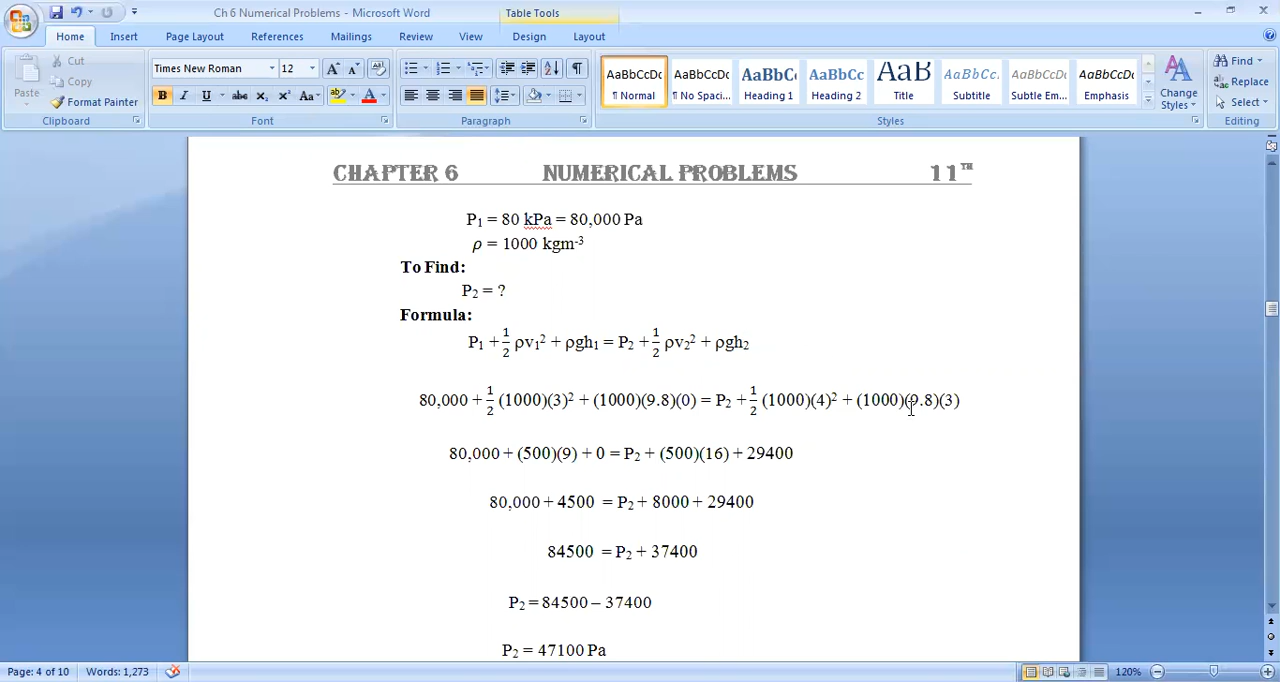 Ch 6 Numerical Problems - Microsoft Word
Table Tools
Home Insert Page Layout References Mailings Review View Design Layout
Paste
Cut
Copy
Format Painter
Clipboard
Times New Roman 12
B I U abc X₂ X² Aa
Font
Paragraph
AaBbCcDc AaBbCcDc AaBbC( AaBbCc AaB AaBbCc. AaBbCcDc AaBbCcDc
¶ Normal ¶ No Spaci... Heading 1 Heading 2 Title Subtitle Subtle Em... Emphasis
Change Styles
Styles
Find
Replace
Select
Editing
CHAPTER 6 NUMERICAL PROBLEMS 11TH
P₁ = 80 kPa = 80,000 Pa
ρ = 1000 kgm⁻³
To Find:
P₂ = ?
Formula:
P₁ + 1/2 ρv₁² + ρgh₁ = P₂ + 1/2 ρv₂² + ρgh₂
80,000 + 1/2 (1000)(3)² + (1000)(9.8)(0) = P₂ + 1/2 (1000)(4)² + (1000)(9.8)(3)
80,000 + (500)(9) + 0 = P₂ + (500)(16) + 29400
80,000 + 4500 = P₂ + 8000 + 29400
84500 = P₂ + 37400
P₂ = 84500 – 37400
P₂ = 47100 Pa
Page: 4 of 10 Words: 1,273 120%